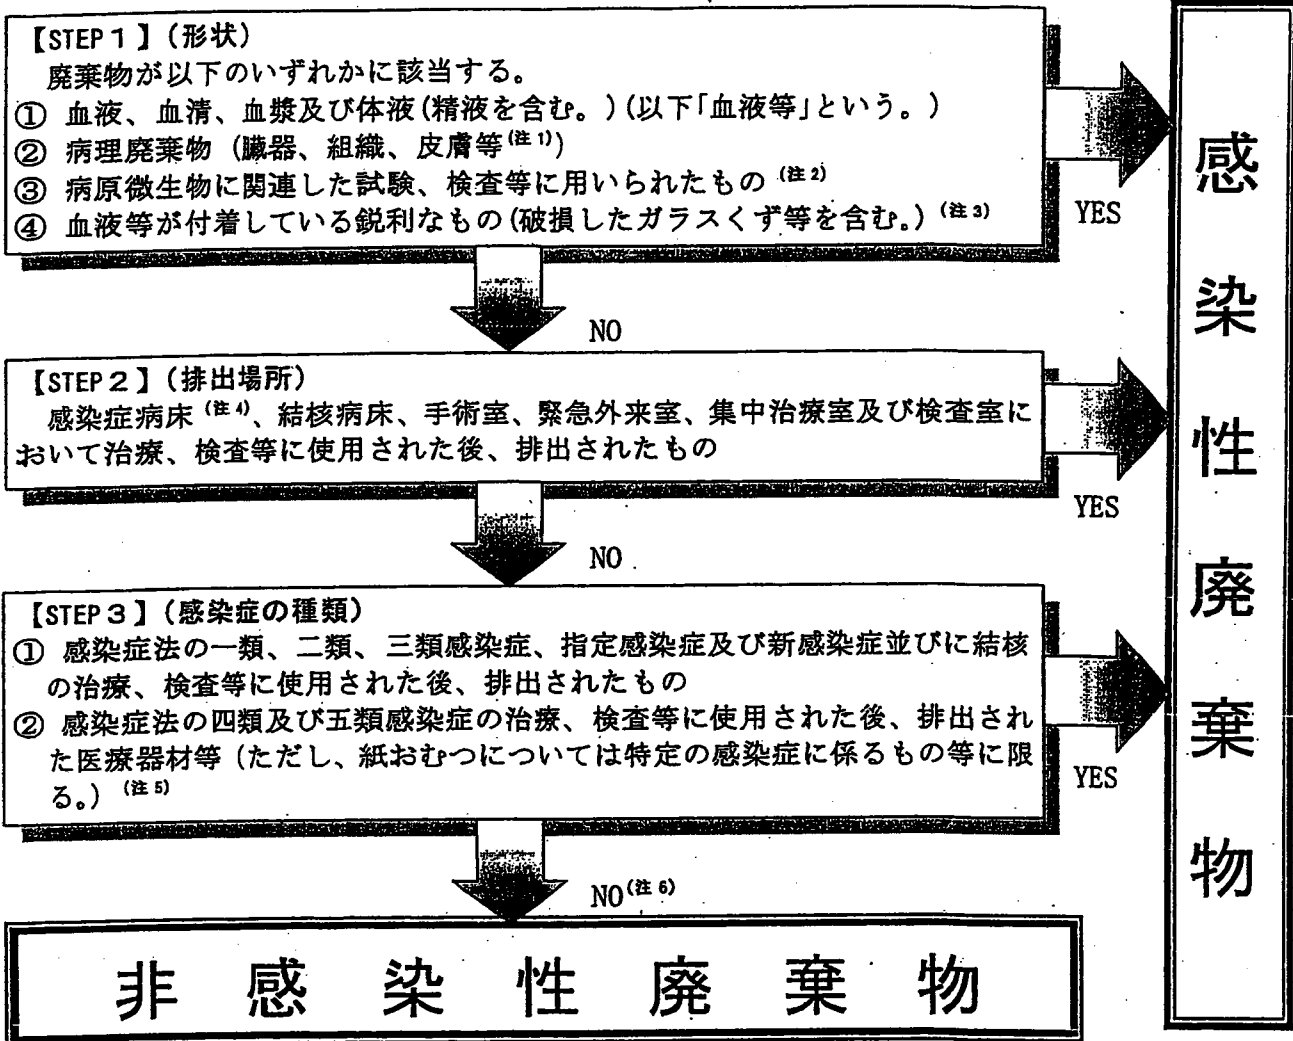 【STEP1】(形状)
廃棄物が以下のいずれかに該当する。
① 血液、血清、血漿及び体液(精液を含む。)(以下「血液等」という。)
② 病理廃棄物 (臓器、組織、皮膚等(注1))
③ 病原微生物に関連した試験、検査等に用いられたもの (注2)
④ 血液等が付着している鋭利なもの(破損したガラスくず等を含む。) (注3)
YES
NO
【STEP2】(排出場所)
感染症病床 (注4)、結核病床、手術室、緊急外来室、集中治療室及び検査室に
おいて治療、検査等に使用された後、排出されたもの
YES
NO
【STEP3】(感染症の種類)
① 感染症法の一類、二類、三類感染症、指定感染症及び新感染症並びに結核
の治療、検査等に使用された後、排出されたもの
② 感染症法の四類及び五類感染症の治療、検査等に使用された後、排出され
た医療器材等 (ただし、紙おむつについては特定の感染症に係るもの等に限
る。) (注5)
YES
NO(注6)
非感染性廃棄物
感染性廃棄物